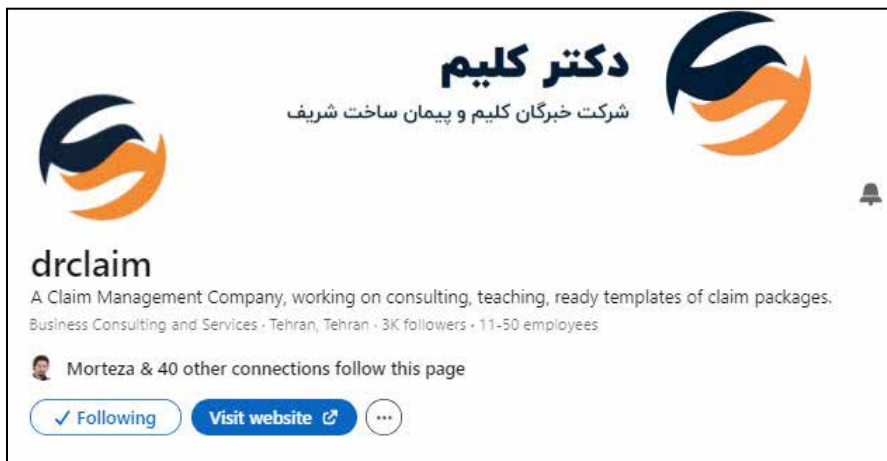 دکتر کلیم
شرکت خبرگان کلیم و پیمان ساخت شریف
drclaim
A Claim Management Company, working on consulting, teaching, ready templates of claim packages.
Business Consulting and Services · Tehran, Tehran · 3K followers · 11-50 employees
Morteza & 40 other connections follow this page
✓ Following
Visit website